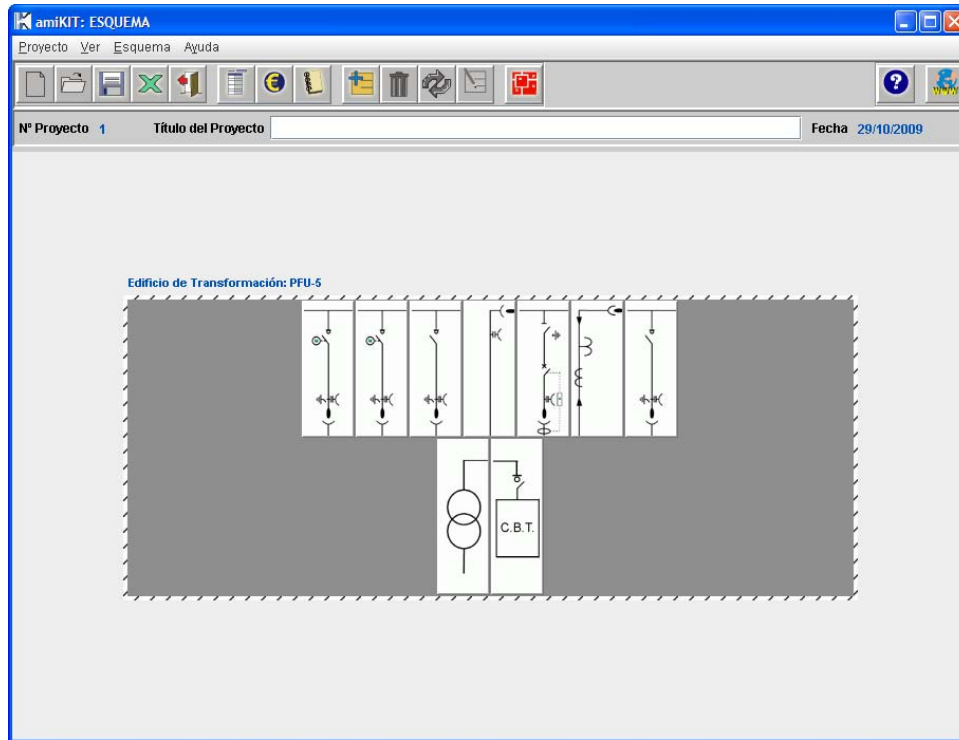 amiKIT: ESQUEMA
Proyecto Ver Esquema Ayuda
Nº Proyecto 1 Título del Proyecto Fecha 29/10/2009
Edificio de Transformación: PFU-5
C.B.T.